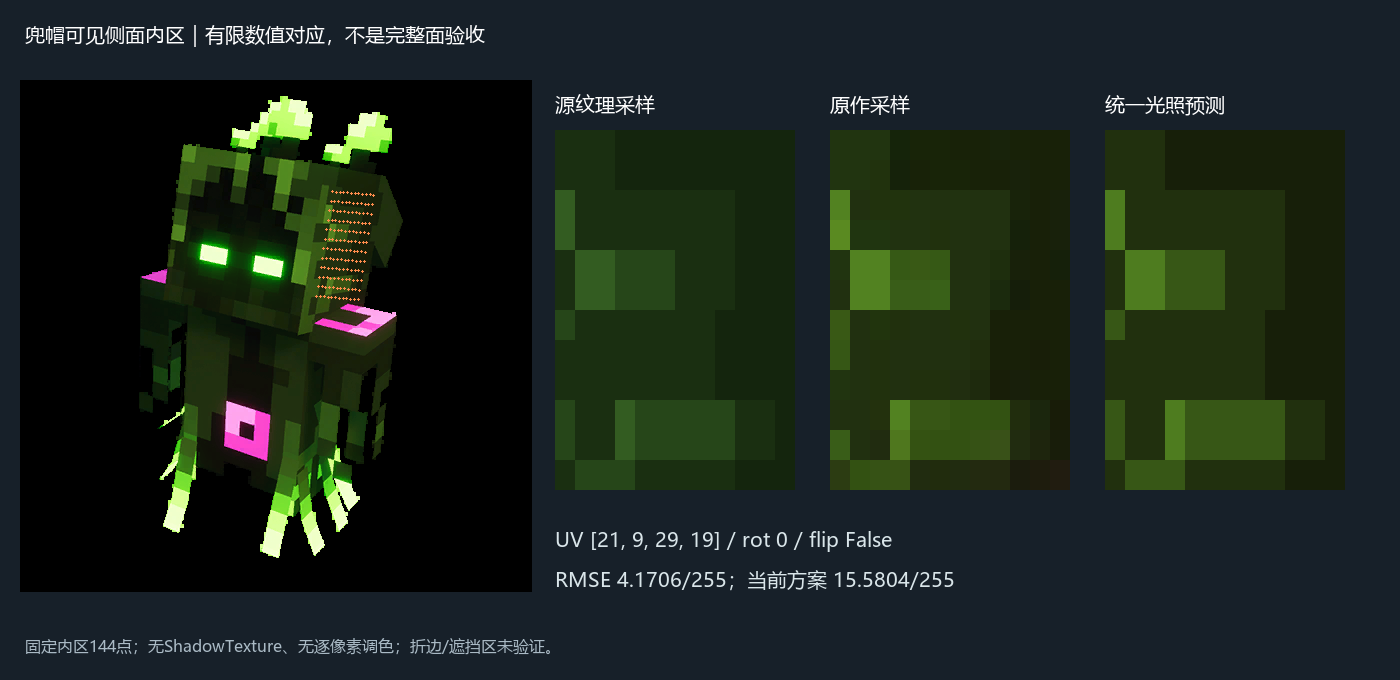 兜帽可见侧面内区 | 有限数值对应，不是完整面验收
源纹理采样
原作采样
统一光照预测
UV [21, 9, 29, 19] / rot 0 / flip False
RMSE 4.1706/255；当前方案 15.5804/255
固定内区144点；无ShadowTexture、无逐像素调色；折边/遮挡区未验证。